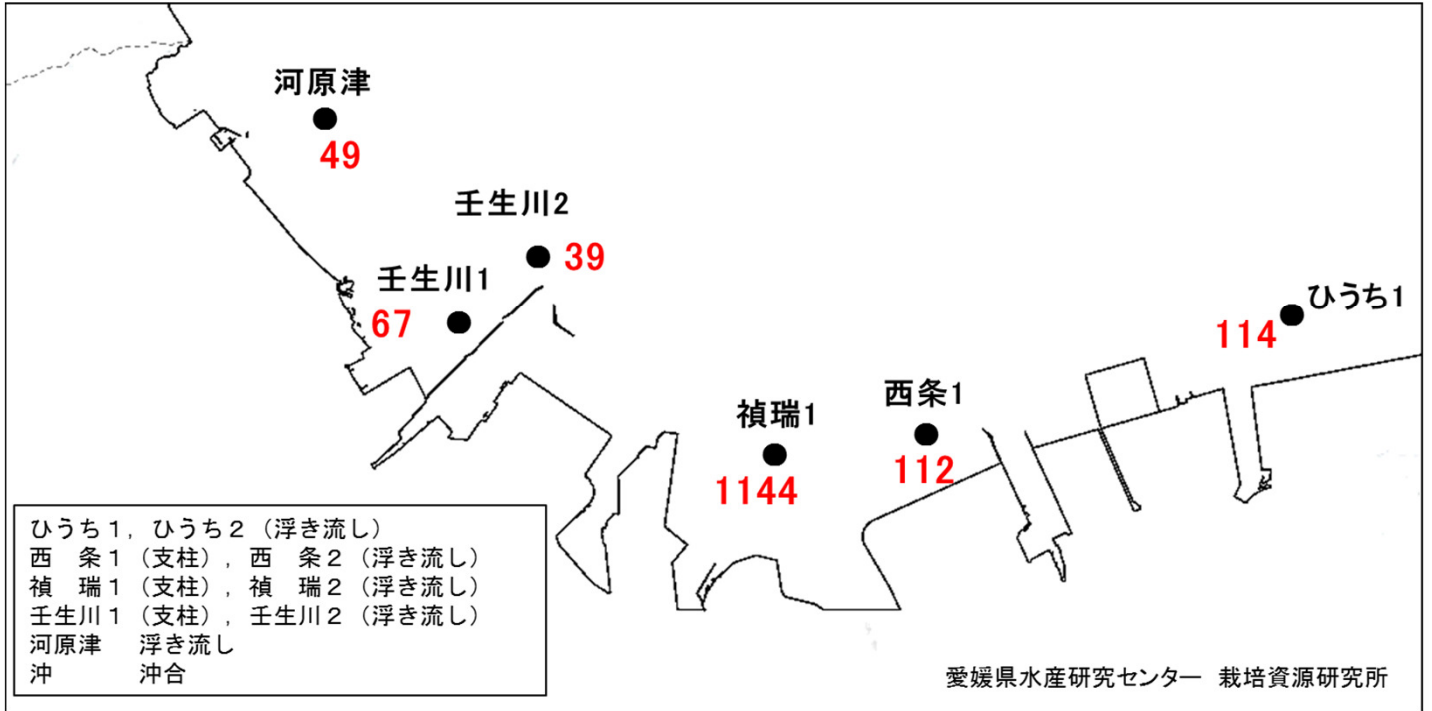 河原津
49
壬生川2
39
壬生川1
67
ひうち1
114
西条1
112
禎瑞1
1144
ひうち１，ひうち２（浮き流し）
西　条１（支柱），西　条２（浮き流し）
禎　瑞１（支柱），禎　瑞２（浮き流し）
壬生川１（支柱），壬生川２（浮き流し）
河原津　　浮き流し
沖　　　　沖合
愛媛県水産研究センター　栽培資源研究所